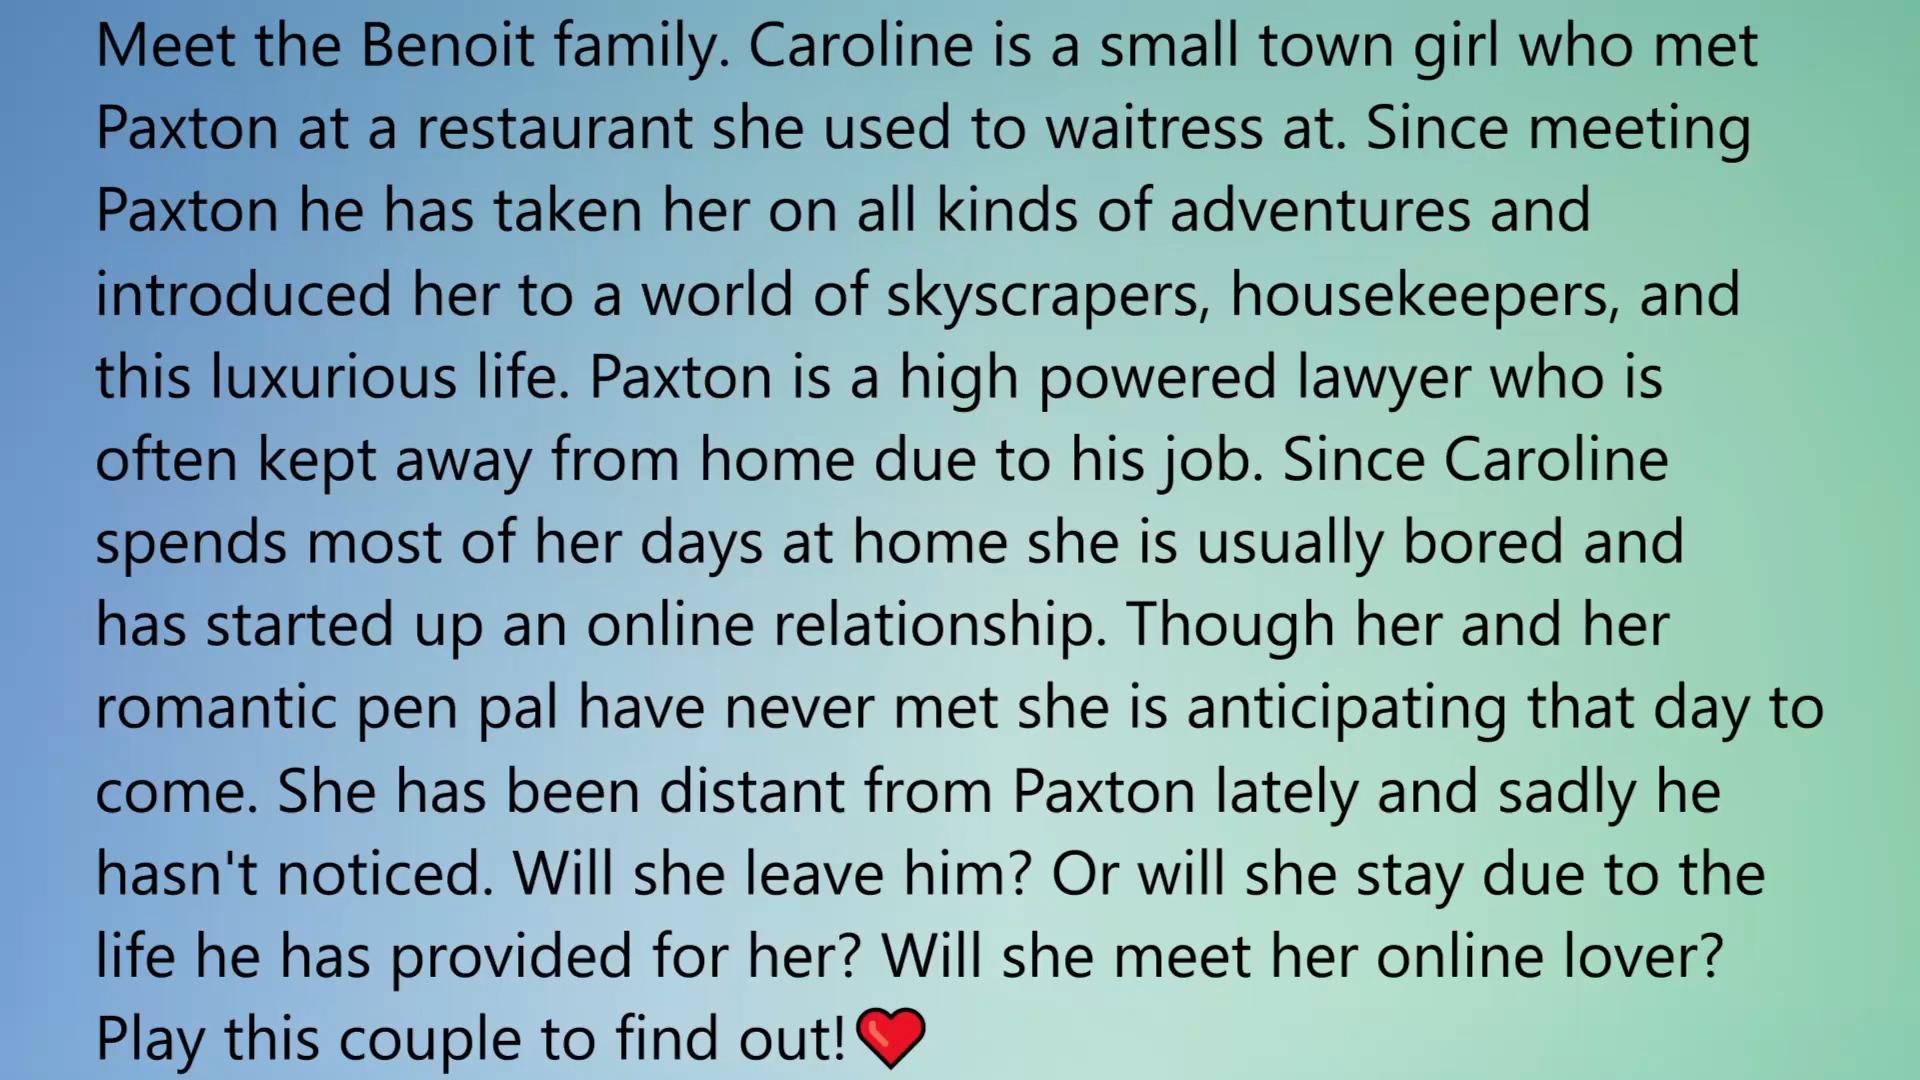 Meet the Benoit family. Caroline is a small town girl who met
Paxton at a restaurant she used to waitress at. Since meeting
Paxton he has taken her on all kinds of adventures and
introduced her to a world of skyscrapers, housekeepers, and
this luxurious life. Paxton is a high powered lawyer who is
often kept away from home due to his job. Since Caroline
spends most of her days at home she is usually bored and
has started up an online relationship. Though her and her
romantic pen pal have never met she is anticipating that day to
come. She has been distant from Paxton lately and sadly he
hasn't noticed. Will she leave him? Or will she stay due to the
life he has provided for her? Will she meet her online lover?
Play this couple to find out!❤️